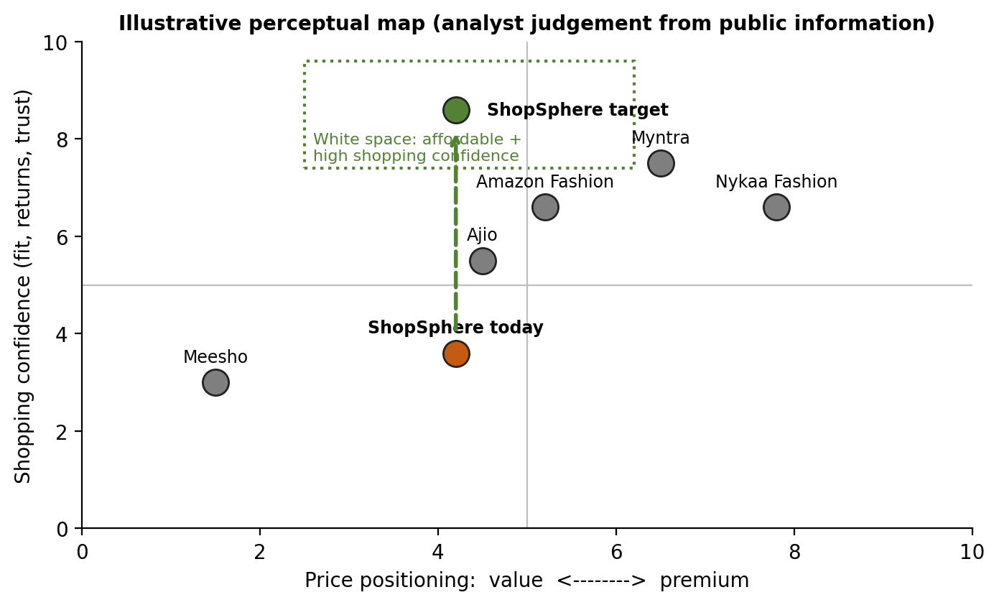 Illustrative perceptual map (analyst judgement from public information)
10
8
6
4
2
0
Shopping confidence (fit, returns, trust)
ShopSphere target
White space: affordable +
high shopping confidence
Myntra
Amazon Fashion
Nykaa Fashion
Ajio
ShopSphere today
Meesho
0
2
4
6
8
10
Price positioning:  value  <-------->  premium